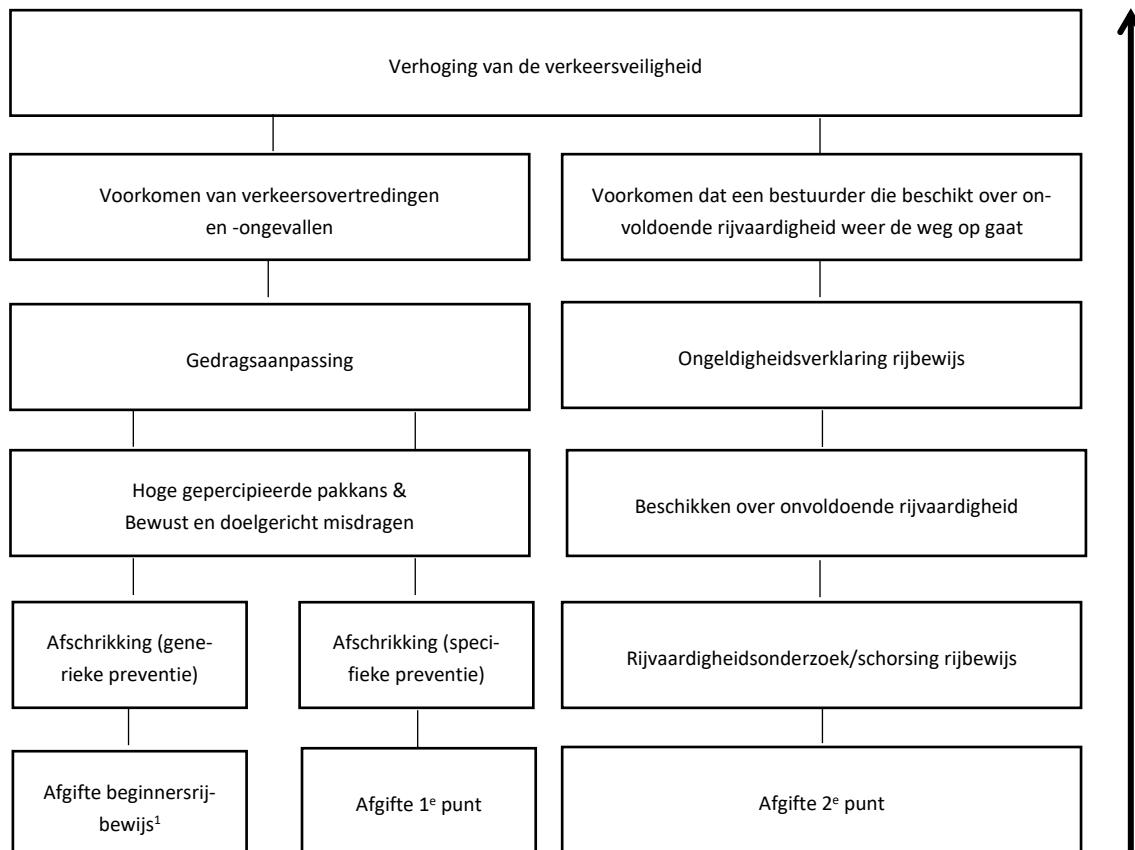 Verhoging van de verkeersveiligheid
Voorkomen van verkeersovertredingen
en -ongevallen
Voorkomen dat een bestuurder die beschikt over on-
voldoende rijvaardigheid weer de weg op gaat
Gedragsaanpassing
Ongeldigheidsverklaring rijbewijs
Hoge gepercipieerde pakkans &
Bewust en doelgericht misdragen
Beschikken over onvoldoende rijvaardigheid
Afschrikking (gene-
rieke preventie)
Afschrikking (speci-
fieke preventie)
Rijvaardigheidsonderzoek/schorsing rijbewijs
Afgifte beginnersrij-
bewijs¹
Afgifte 1ᵉ punt
Afgifte 2ᵉ punt